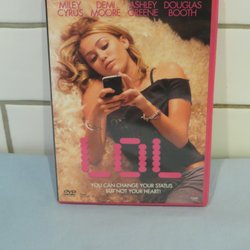 MILEY DEMI ASHLEY DOUGLAS
CYRUS MOORE GREENE BOOTH
LOL
YOU CAN CHANGE YOUR STATUS
BUT NOT YOUR HEART!
DVD